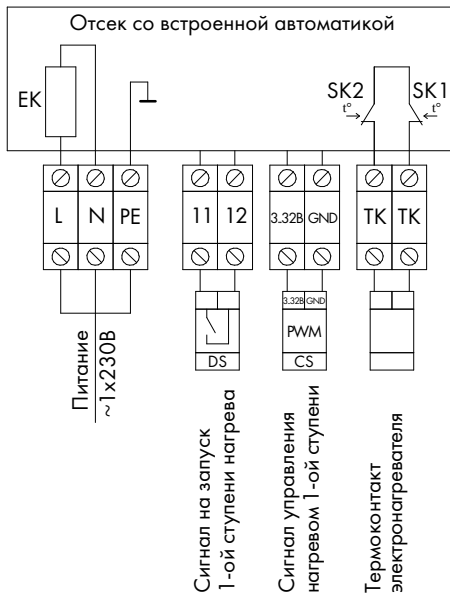 Отсек со встроенной автоматикой
EK
SK2
t°
SK1
t°
L N PE
11 12
3.32В GND
TK TK
3.32В GND
PWM
DS
CS
Питание
~1х230В
Сигнал на запуск
1-ой ступени нагрева
Сигнал управления
нагревом 1-ой ступени
Термоконтакт
электронагревателя